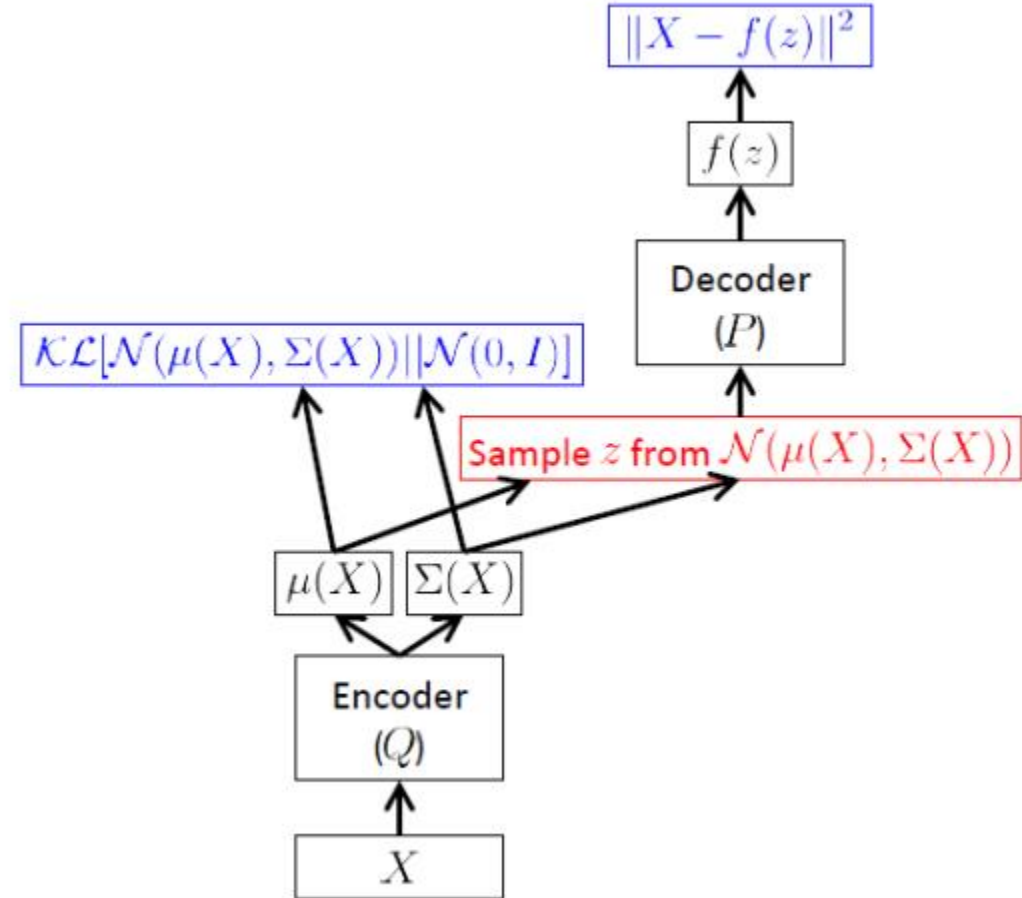 ‖X − f(z)‖²
f(z)
Decoder
(P)
𝒦ℒ[𝒩(μ(X), Σ(X))||𝒩(0, I)]
Sample z from 𝒩(μ(X), Σ(X))
μ(X) Σ(X)
Encoder
(Q)
X